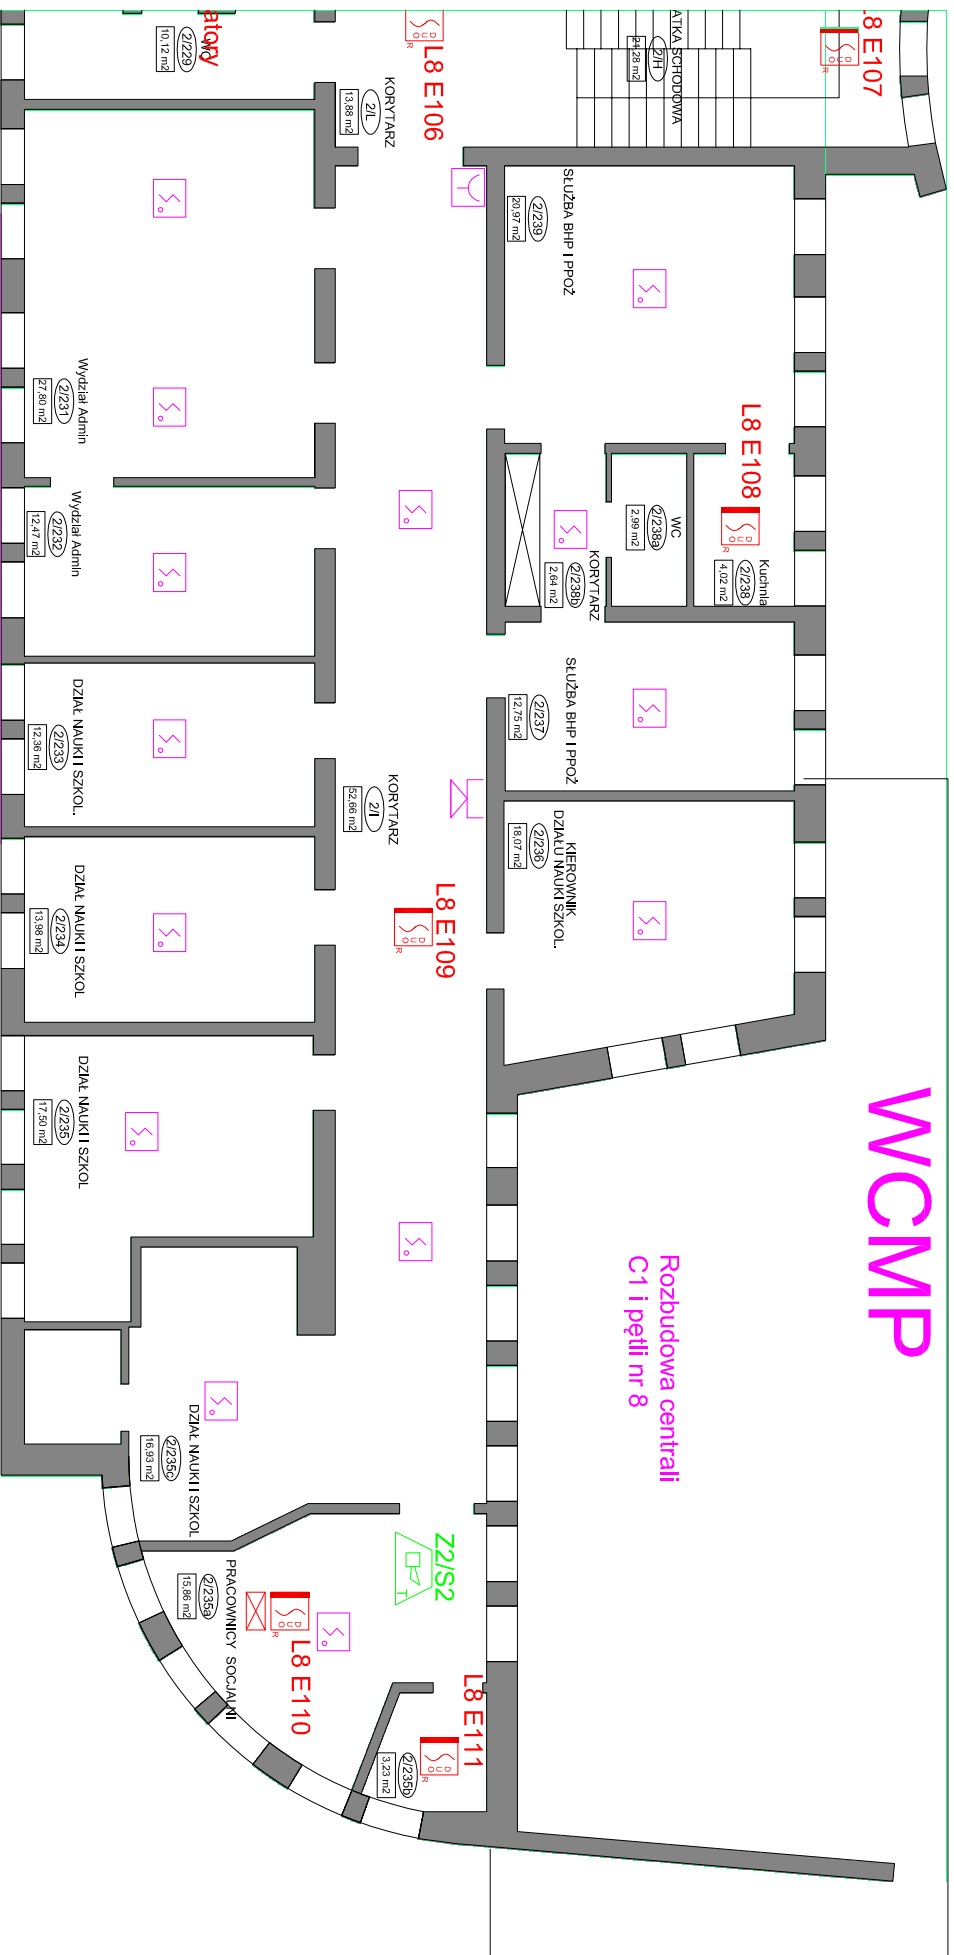 WCMP
Rozbudowa centrali
C1 i pętli nr 8
L8 E106
L8 E107
L8 E108
L8 E109
L8 E110
L8 E111
Z2/S2
T
atory
2/229
WC
10,12 m2
KORYTARZ
2/L
13,88 m2
ATKA SCHODOWA
2/H
21,28 m2
SŁUŻBA BHP I PPOŻ
2/239
20,97 m2
Wydział Admin
2/231
27,80 m2
Wydział Admin
2/232
12,47 m2
Kuchnia
2/238
4,02 m2
WC
2/238a
2,99 m2
KORYTARZ
2/238b
2,64 m2
SŁUŻBA BHP I PPOŻ
2/237
12,75 m2
DZIAŁ NAUKI I SZKOL.
2/233
12,36 m2
KORYTARZ
2/I
52,66 m2
KIEROWNIK
DZIAŁU NAUKI SZKOL.
2/236
18,07 m2
DZIAŁ NAUKI I SZKOL
2/234
13,98 m2
DZIAŁ NAUKI I SZKOL
2/235
17,50 m2
DZIAŁ NAUKI I SZKOL
2/235c
16,93 m2
PRACOWNICY SOCJALNI
2/235a
15,86 m2
2/235b
3,23 m2